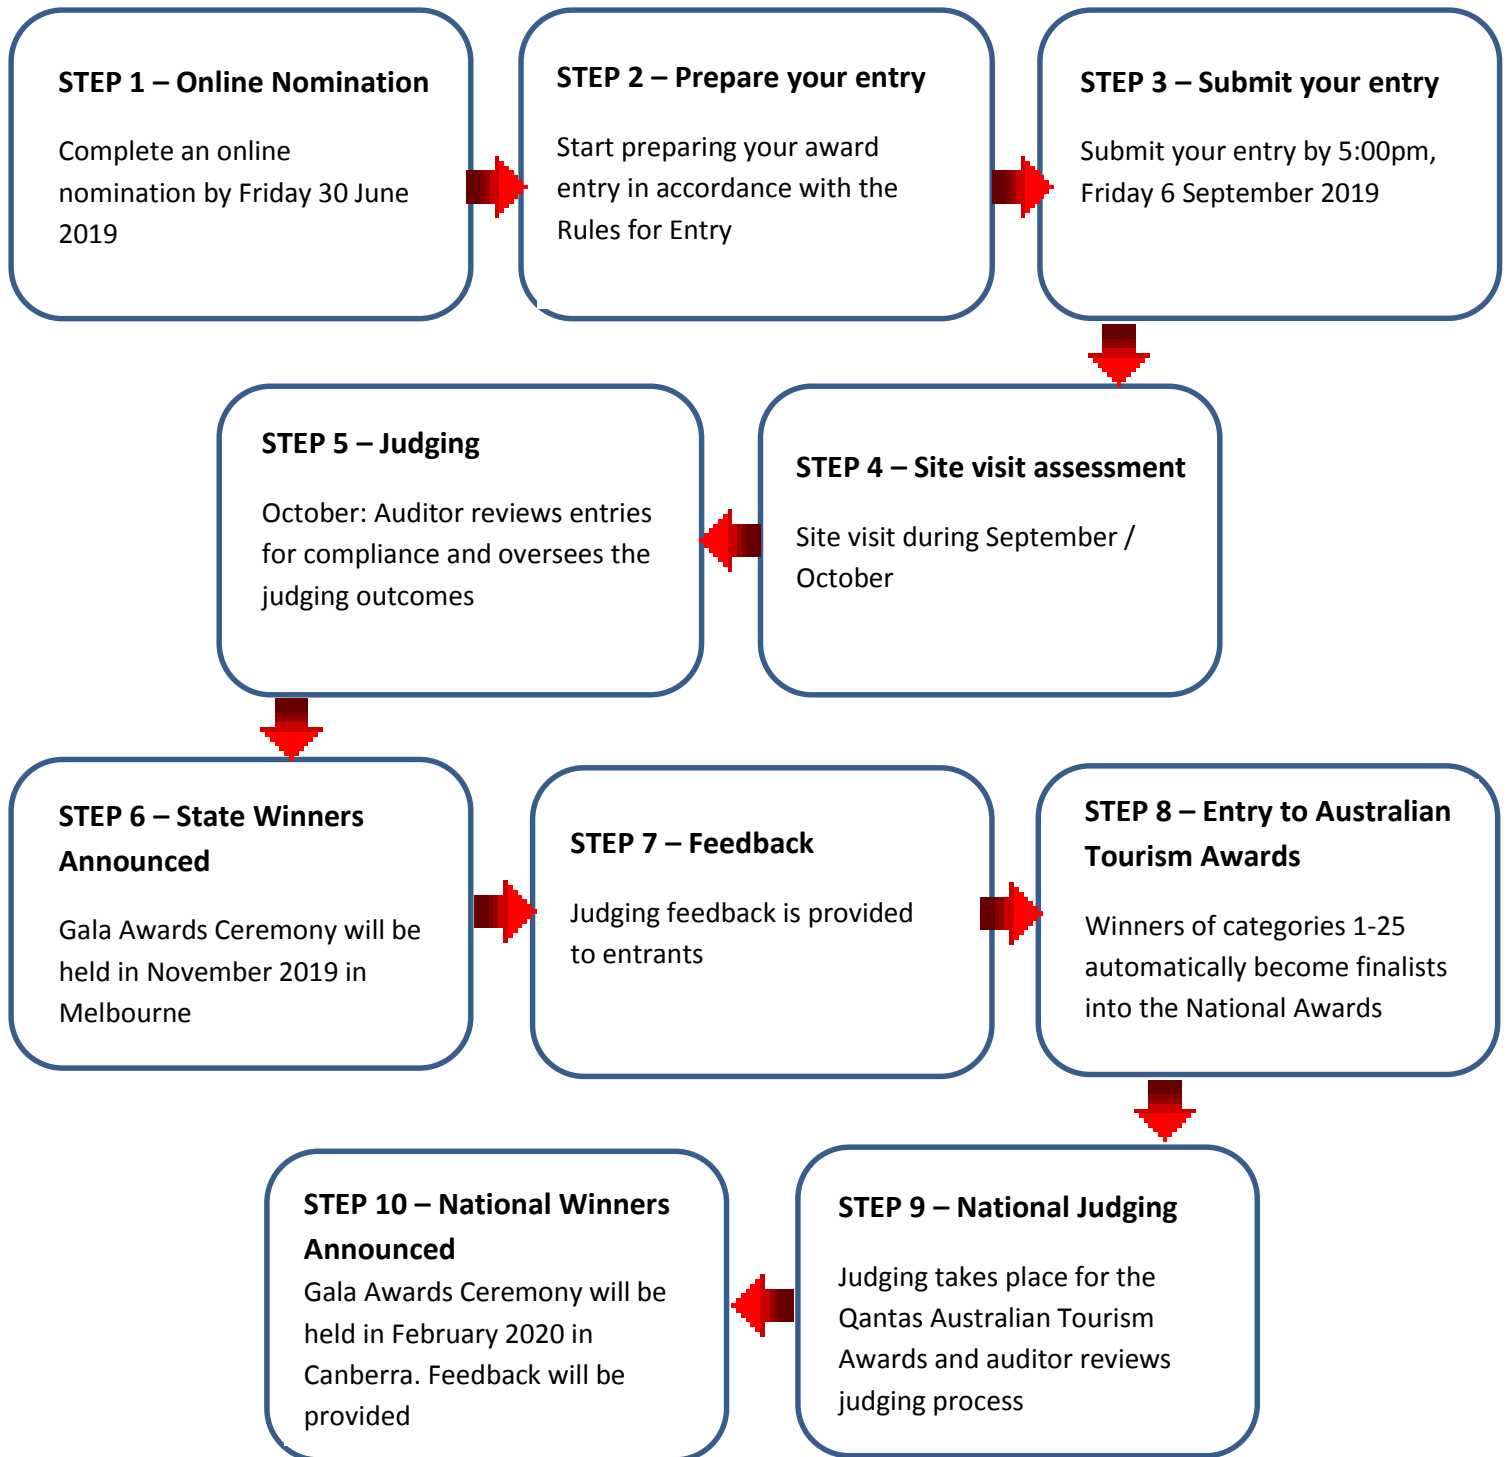 STEP 1 – Online Nomination
Complete an online
nomination by Friday 30 June
2019
STEP 2 – Prepare your entry
Start preparing your award
entry in accordance with the
Rules for Entry
STEP 3 – Submit your entry
Submit your entry by 5:00pm,
Friday 6 September 2019
STEP 4 – Site visit assessment
Site visit during September /
October
STEP 5 – Judging
October: Auditor reviews entries
for compliance and oversees the
judging outcomes
STEP 6 – State Winners
Announced
Gala Awards Ceremony will be
held in November 2019 in
Melbourne
STEP 7 – Feedback
Judging feedback is provided
to entrants
STEP 8 – Entry to Australian
Tourism Awards
Winners of categories 1-25
automatically become finalists
into the National Awards
STEP 9 – National Judging
Judging takes place for the
Qantas Australian Tourism
Awards and auditor reviews
judging process
STEP 10 – National Winners
Announced
Gala Awards Ceremony will be
held in February 2020 in
Canberra. Feedback will be
provided